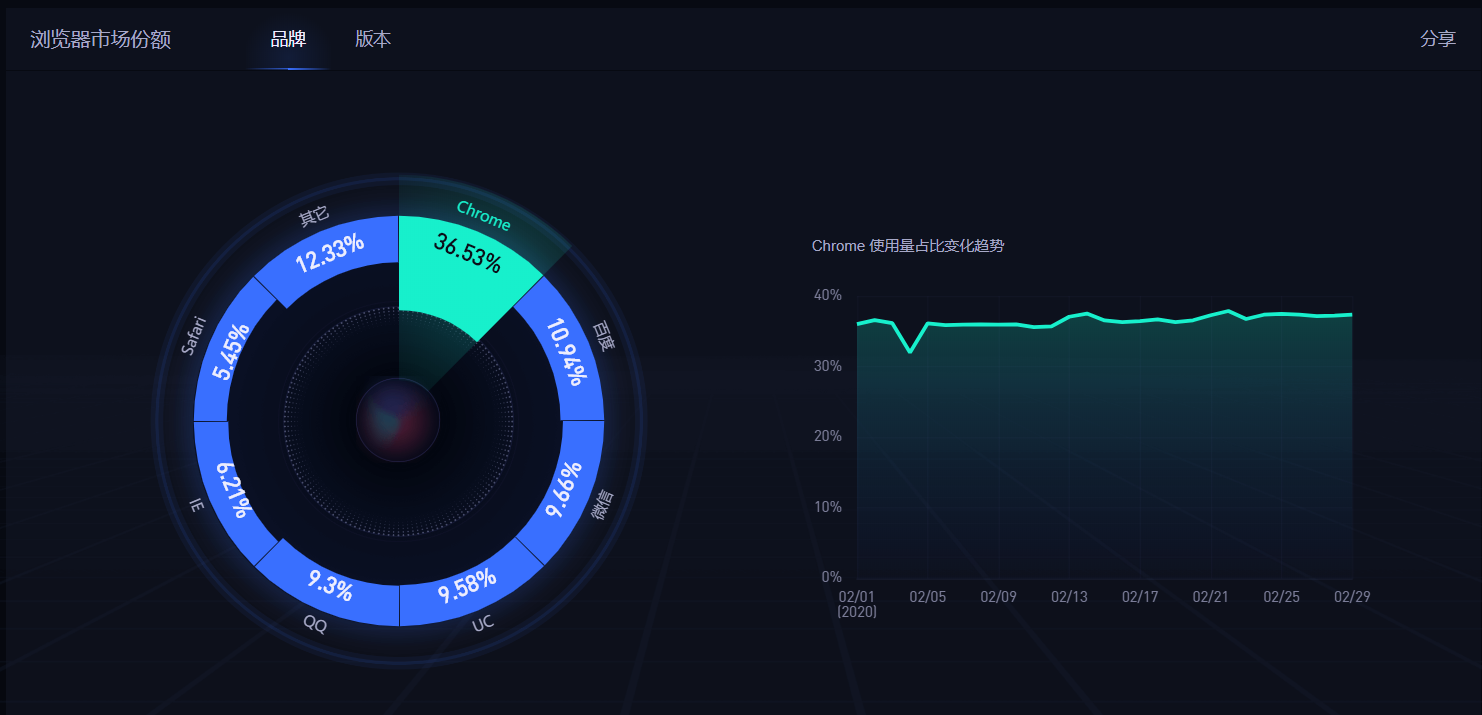 浏览器市场份额
品牌
版本
分享
Chrome
36.53%
百度
10.94%
微信
9.66%
UC
9.58%
QQ
9.3%
IE
6.21%
Safari
5.45%
其它
12.33%
Chrome 使用量占比变化趋势
40%
30%
20%
10%
0%
02/01 02/05 02/09 02/13 02/17 02/21 02/25 02/29
(2020)